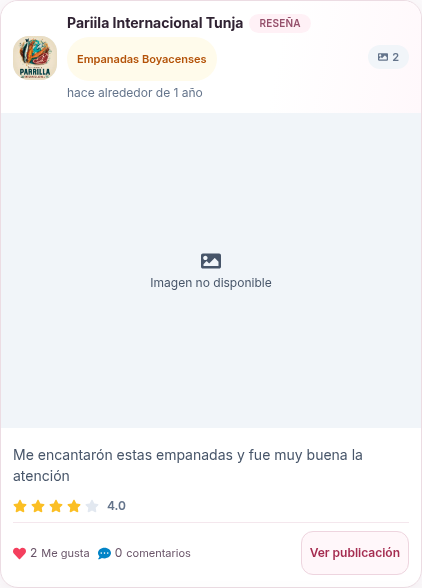 Pariila Internacional Tunja RESEÑA
PARRILLA
Empanadas Boyacenses
2
hace alrededor de 1 año
Imagen no disponible
Me encantarón estas empanadas y fue muy buena la
atención
4.0
2 Me gusta 0 comentarios
Ver publicación